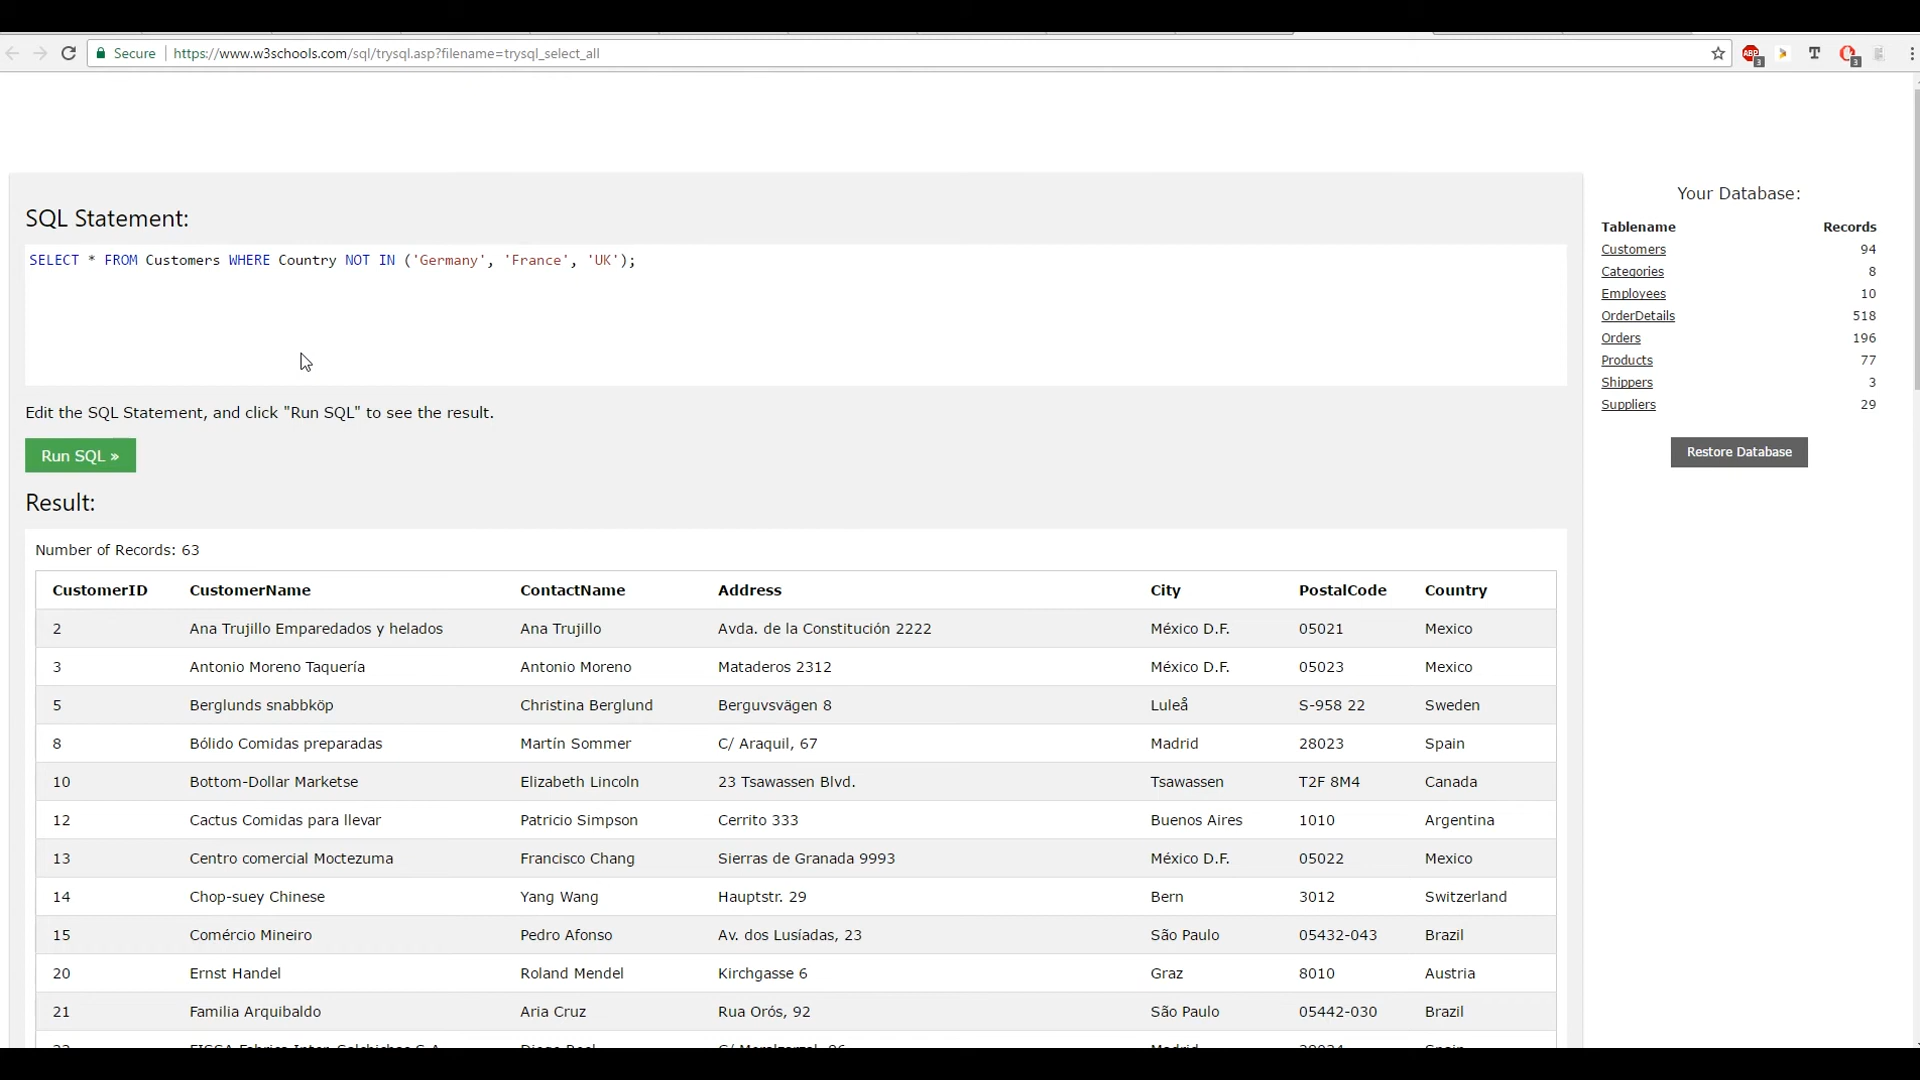 Secure https://www.w3schools.com/sql/trysql.asp?filename=trysql_select_all
ABP 3 T 3
SQL Statement:
SELECT * FROM Customers WHERE Country NOT IN ('Germany', 'France', 'UK');
Edit the SQL Statement, and click "Run SQL" to see the result.
Run SQL »
Result:
Number of Records: 63
CustomerID CustomerName ContactName Address City PostalCode Country
2 Ana Trujillo Emparedados y helados Ana Trujillo Avda. de la Constitución 2222 México D.F. 05021 Mexico
3 Antonio Moreno Taquería Antonio Moreno Mataderos 2312 México D.F. 05023 Mexico
5 Berglunds snabbköp Christina Berglund Berguvsvägen 8 Luleå S-958 22 Sweden
8 Bólido Comidas preparadas Martín Sommer C/ Araquil, 67 Madrid 28023 Spain
10 Bottom-Dollar Marketse Elizabeth Lincoln 23 Tsawassen Blvd. Tsawassen T2F 8M4 Canada
12 Cactus Comidas para llevar Patricio Simpson Cerrito 333 Buenos Aires 1010 Argentina
13 Centro comercial Moctezuma Francisco Chang Sierras de Granada 9993 México D.F. 05022 Mexico
14 Chop-suey Chinese Yang Wang Hauptstr. 29 Bern 3012 Switzerland
15 Comércio Mineiro Pedro Afonso Av. dos Lusíadas, 23 São Paulo 05432-043 Brazil
20 Ernst Handel Roland Mendel Kirchgasse 6 Graz 8010 Austria
21 Familia Arquibaldo Aria Cruz Rua Orós, 92 São Paulo 05442-030 Brazil
Your Database:
Tablename Records
Customers 94
Categories 8
Employees 10
OrderDetails 518
Orders 196
Products 77
Shippers 3
Suppliers 29
Restore Database